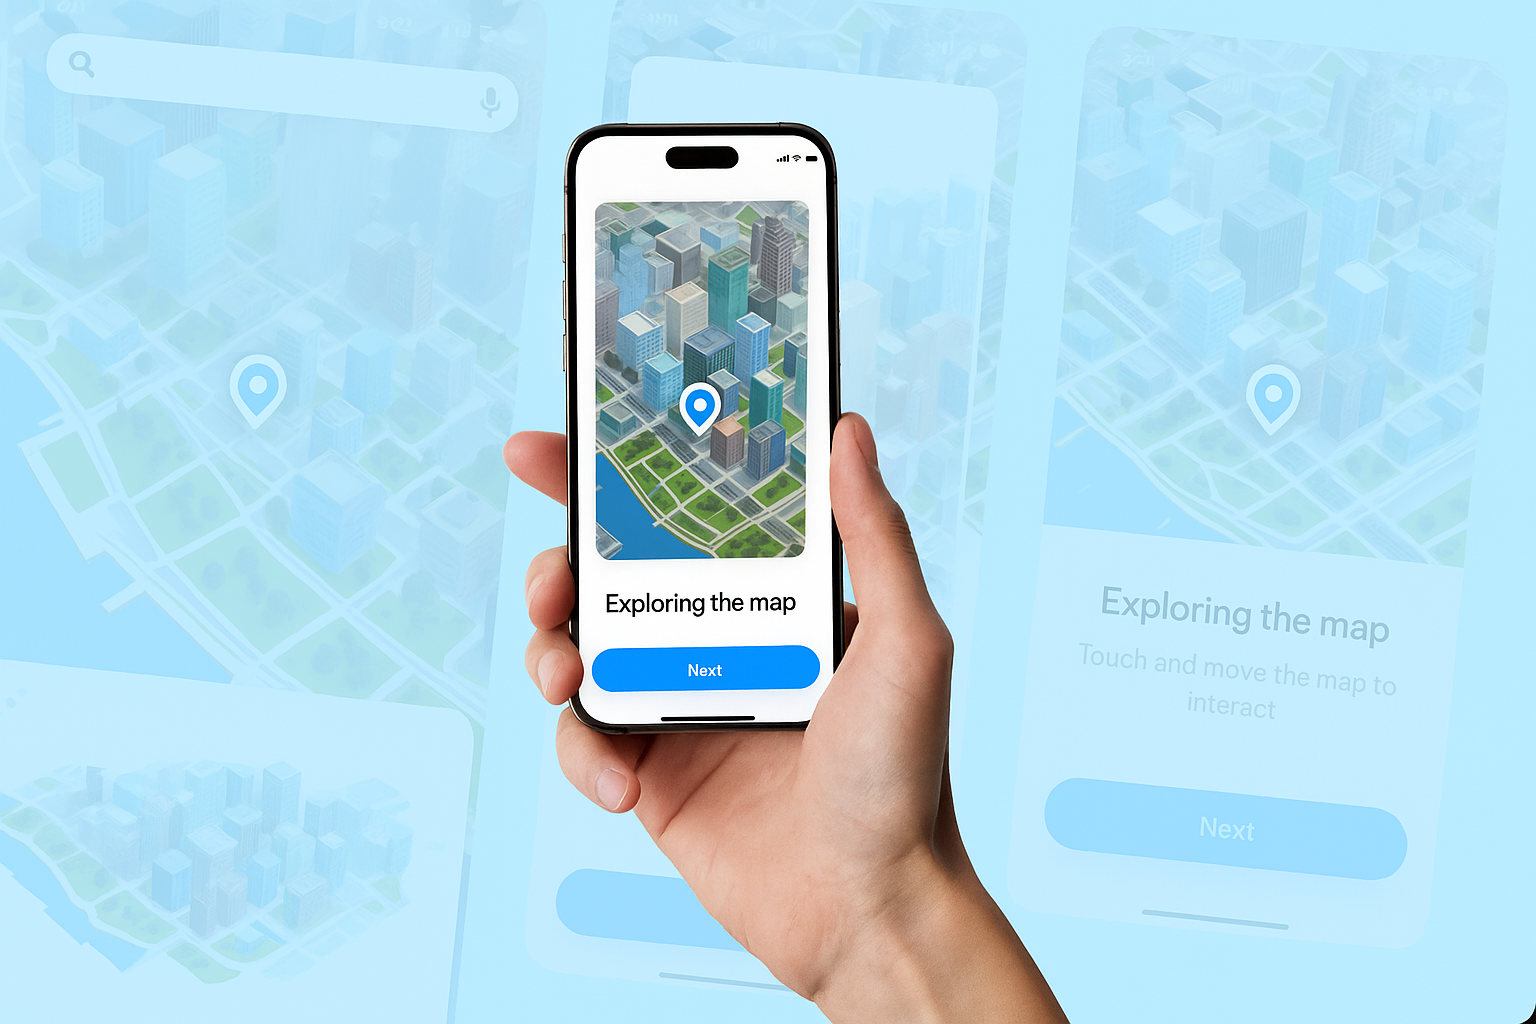 Exploring the map
Next
Exploring the map
Touch and move the map to
interact
Next